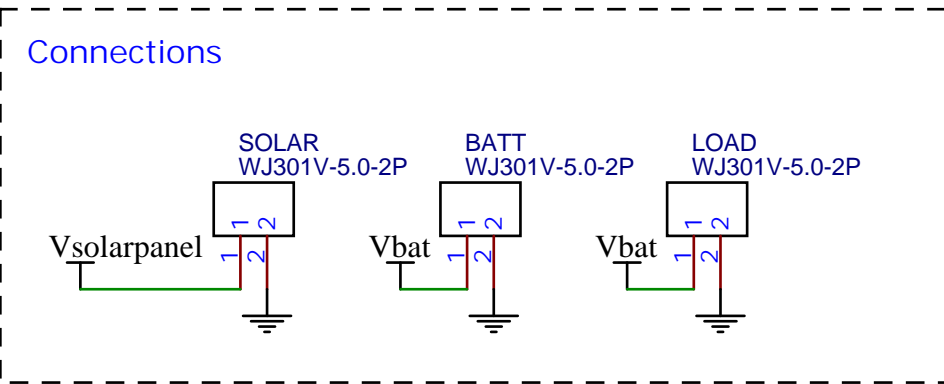 Connections
SOLAR
WJ301V-5.0-2P
BATT
WJ301V-5.0-2P
LOAD
WJ301V-5.0-2P
1 2
1 2
1 2
Vsolarpanel
1 2
Vbat
1 2
Vbat
1 2